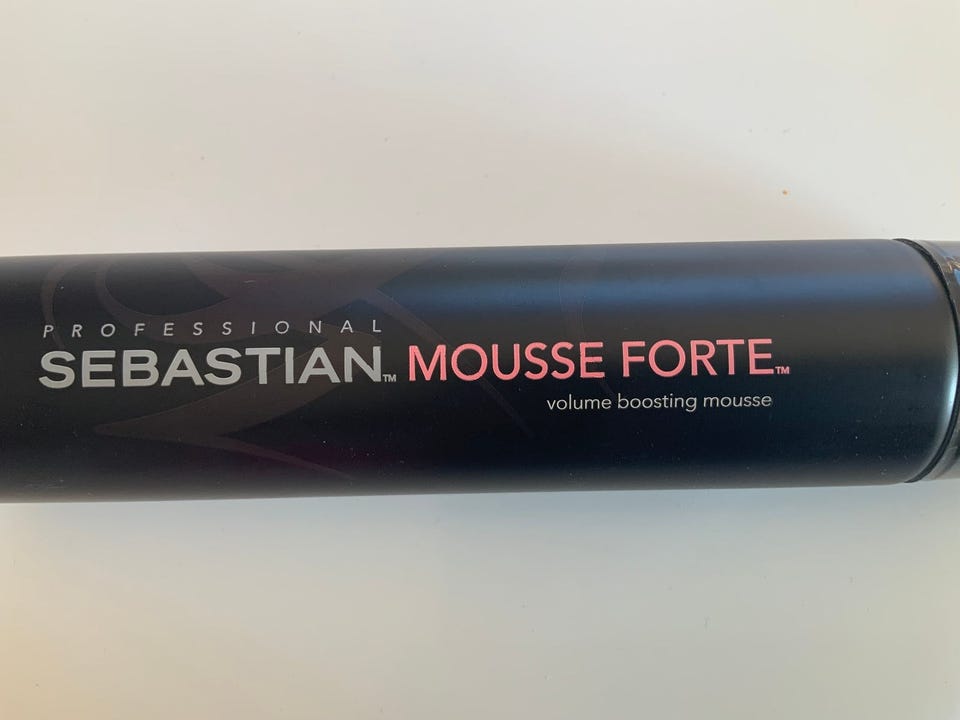 PROFESSIONAL
SEBASTIAN™ MOUSSE FORTE™
volume boosting mousse